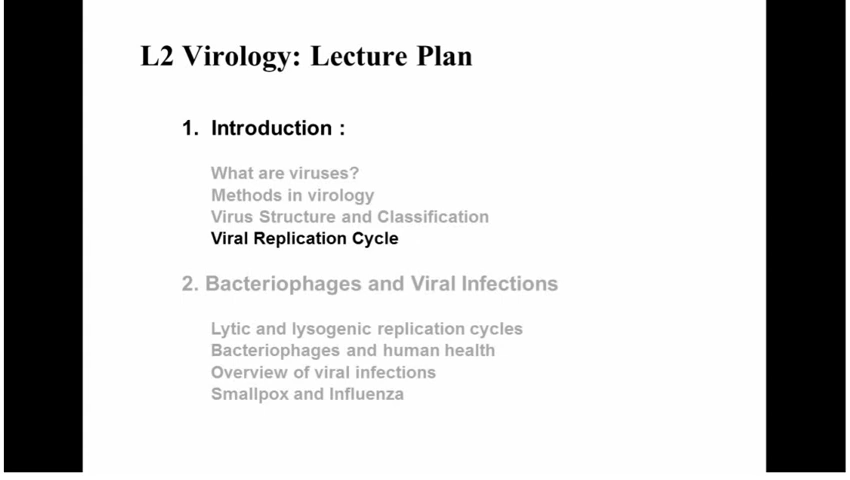 L2 Virology: Lecture Plan
1. Introduction :
What are viruses?
Methods in virology
Virus Structure and Classification
Viral Replication Cycle
2. Bacteriophages and Viral Infections
Lytic and lysogenic replication cycles
Bacteriophages and human health
Overview of viral infections
Smallpox and Influenza